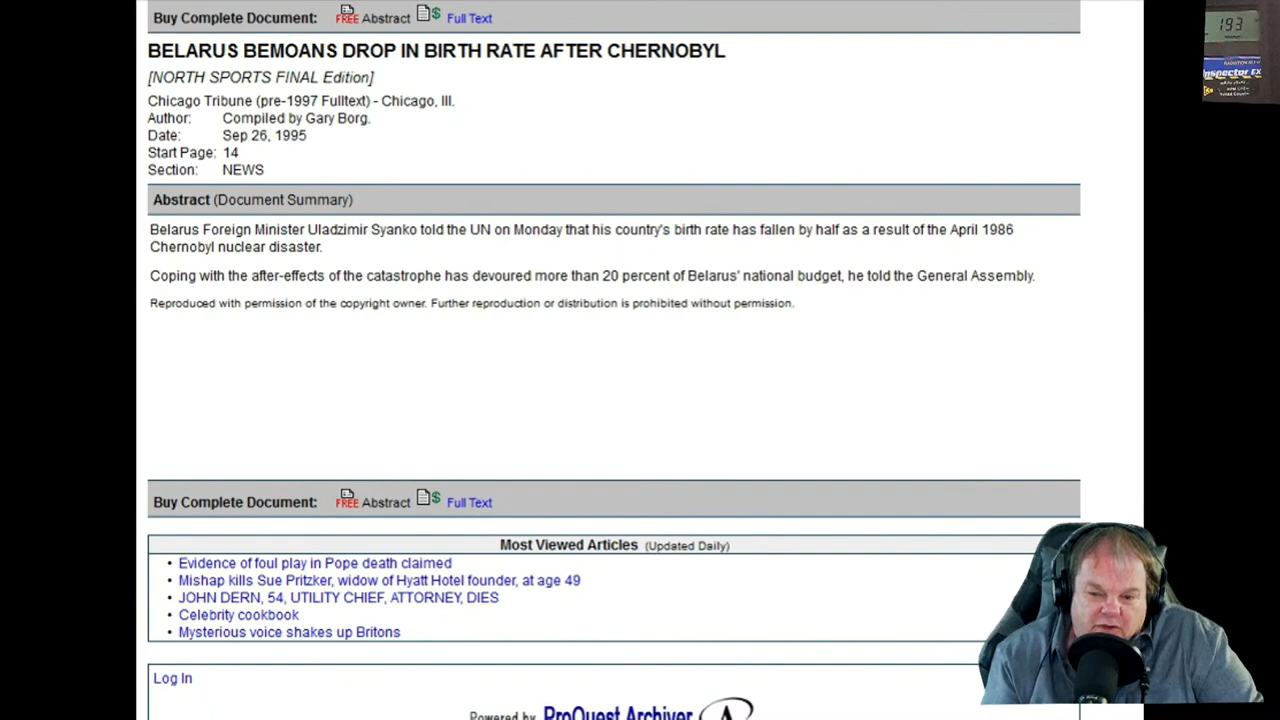 Buy Complete Document: FREE Abstract $ Full Text
193
Inspector EX
BELARUS BEMOANS DROP IN BIRTH RATE AFTER CHERNOBYL
[NORTH SPORTS FINAL Edition]
Chicago Tribune (pre-1997 Fulltext) - Chicago, Ill.
Author: Compiled by Gary Borg.
Date: Sep 26, 1995
Start Page: 14
Section: NEWS
Abstract (Document Summary)
Belarus Foreign Minister Uladzimir Syanko told the UN on Monday that his country's birth rate has fallen by half as a result of the April 1986
Chernobyl nuclear disaster.
Coping with the after-effects of the catastrophe has devoured more than 20 percent of Belarus' national budget, he told the General Assembly.
Reproduced with permission of the copyright owner. Further reproduction or distribution is prohibited without permission.
Buy Complete Document: FREE Abstract $ Full Text
Most Viewed Articles (Updated Daily)
• Evidence of foul play in Pope death claimed
• Mishap kills Sue Pritzker, widow of Hyatt Hotel founder, at age 49
• JOHN DERN, 54, UTILITY CHIEF, ATTORNEY, DIES
• Celebrity cookbook
• Mysterious voice shakes up Britons
Log In
Powered by ProQuest Archiver